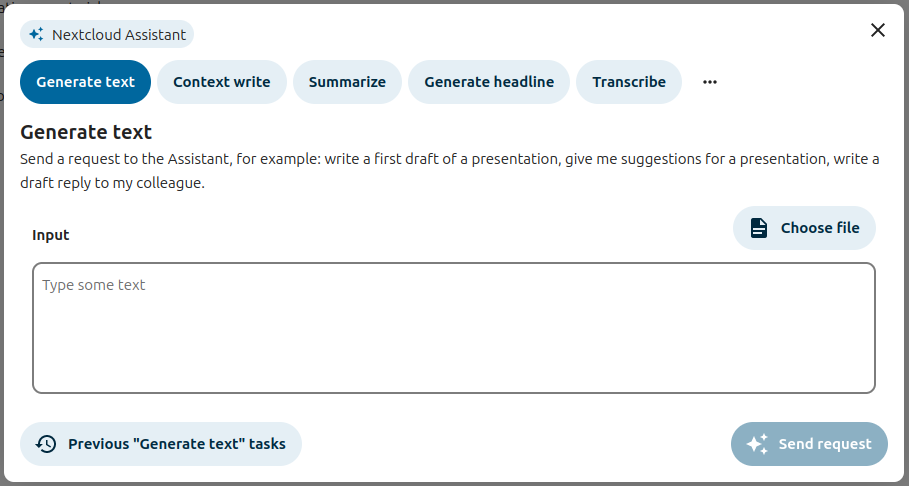 Nextcloud Assistant
Generate text
Context write
Summarize
Generate headline
Transcribe
Generate text
Send a request to the Assistant, for example: write a first draft of a presentation, give me suggestions for a presentation, write a
draft reply to my colleague.
Input
Choose file
Type some text
Previous "Generate text" tasks
Send request